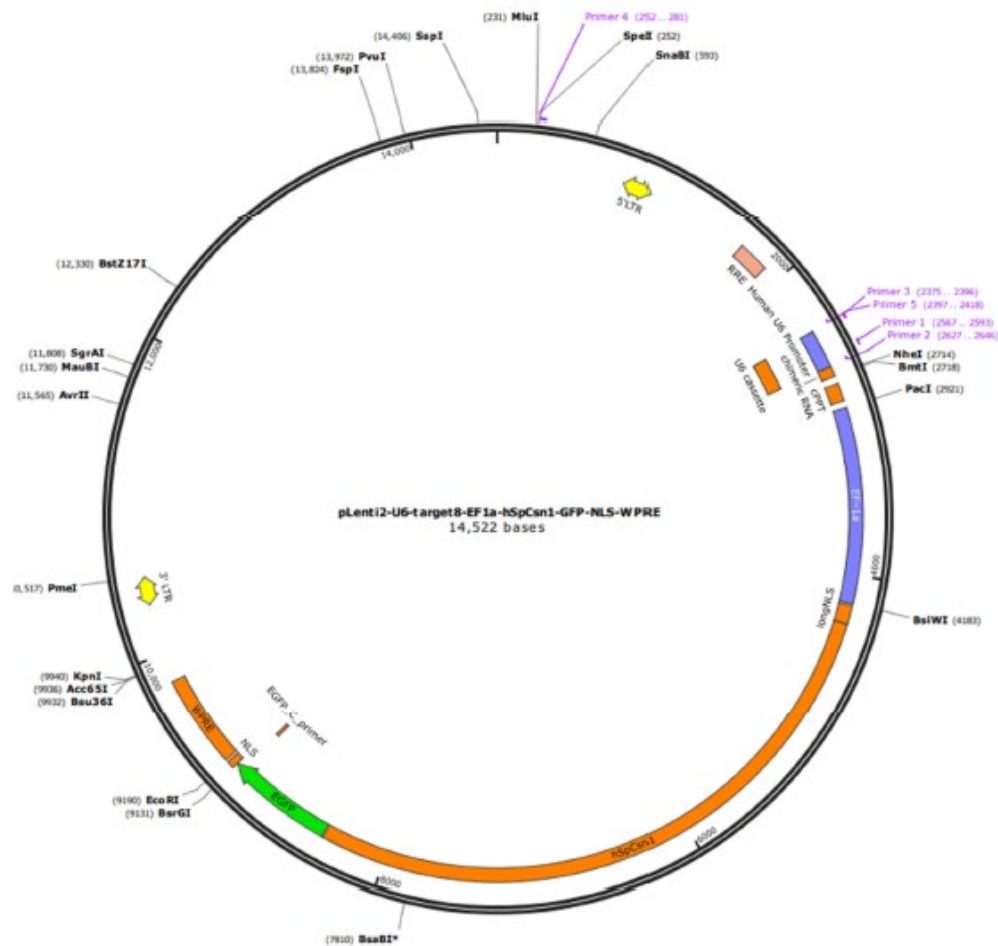 (231) MluI
Primer 4 (252 .. 281)
(14,406) SspI
SpeII (252)
(13,972) PvuI
SnaBI (593)
(13,824) FspI
14,000
5'LTR
2000
(12,330) BstZ17I
RRE
Human U6 Promoter
Primer 3 (2375 .. 2396)
Primer 5 (2397 .. 2418)
Primer 1 (2567 .. 2593)
Primer 2 (2627 .. 2646)
(11,808) SgrAI
(11,730) MauBI
12,000
NheI (2714)
BmtI (2718)
U6 cassette
chimeric RNA
cPPT
(11,565) AvrII
PacI (2921)
EF-1a
pLenti2-U6-target8-EF1a-hSpCsn1-GFP-NLS-WPRE
14,522 bases
4000
0,517) PmeI
3' LTR
longNLS
BsiWI (4183)
(9940) KpnI
(9936) Acc65I
(9932) Bsu36I
10,000
WPRE
NLS
EGFP_C_primer
(9190) EcoRI
(9131) BsrGI
EGFP
hSpCsn1
6000
8000
(7810) BsaBI*